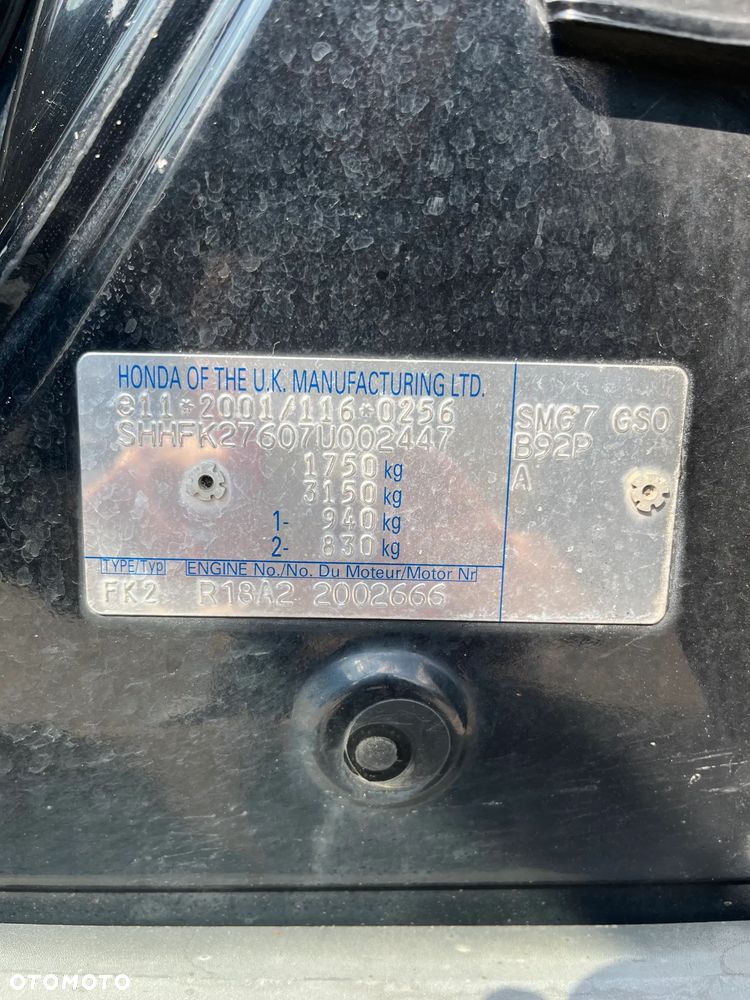 HONDA OF THE U.K. MANUFACTURING LTD.
e11*2001/116*0256
SHHFK27607U002447
1750 kg
3150 kg
1- 940 kg
2- 830 kg
TYPE/Typ ENGINE No./No. Du Moteur/Motor Nr
FK2 R18A2 2002666
SMG7 GSO
B92P
A
OTOMOTO